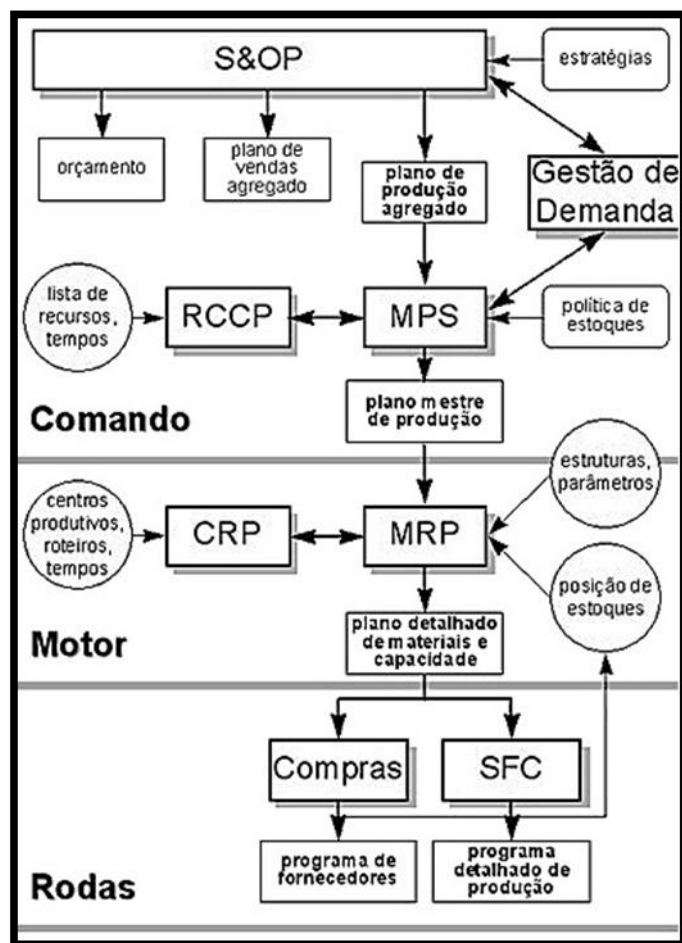 S&OP
estratégias
orçamento
plano de
vendas
agregado
plano de
produção
agregado
Gestão de
Demanda
lista de
recursos,
tempos
RCCP
MPS
política de
estoques
Comando
plano mestre
de produção
estruturas,
parâmetros
centros
produtivos,
roteiros,
tempos
CRP
MRP
posição de
estoques
Motor
plano detalhado
de materiais e
capacidade
Compras
SFC
programa de
fornecedores
programa
detalhado de
produção
Rodas